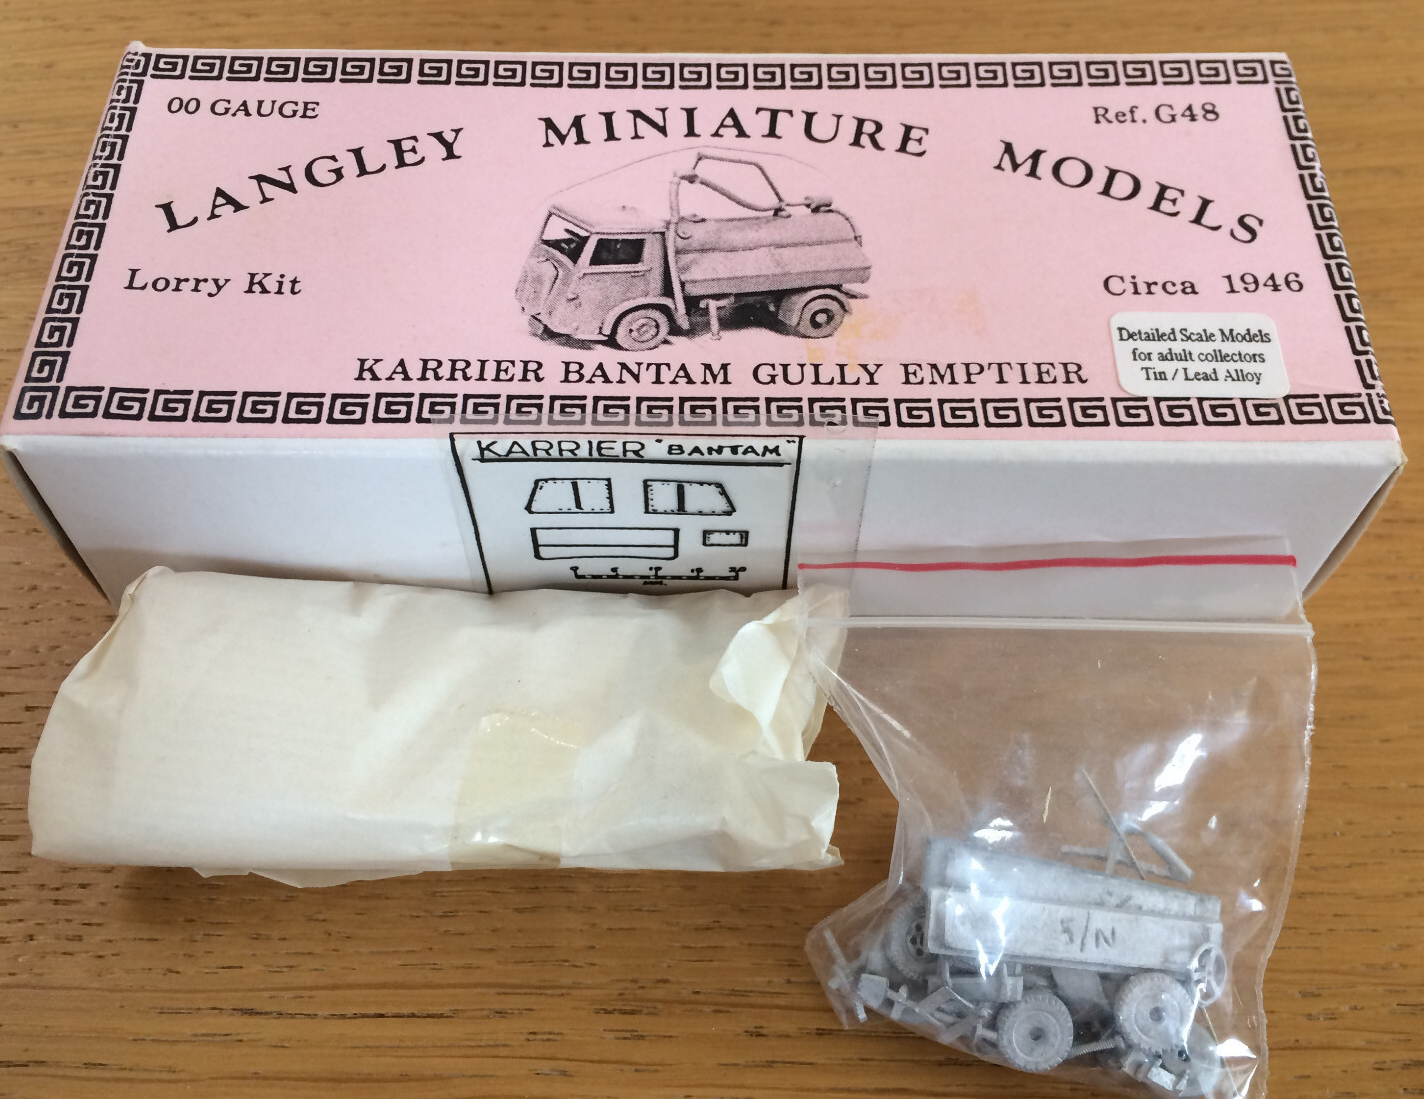 00 GAUGE
Ref. G48
LANGLEY MINIATURE MODELS
Lorry Kit
Circa 1946
KARRIER BANTAM GULLY EMPTIER
Detailed Scale Models
for adult collectors
Tin / Lead Alloy
KARRIER "BANTAM"
S/N